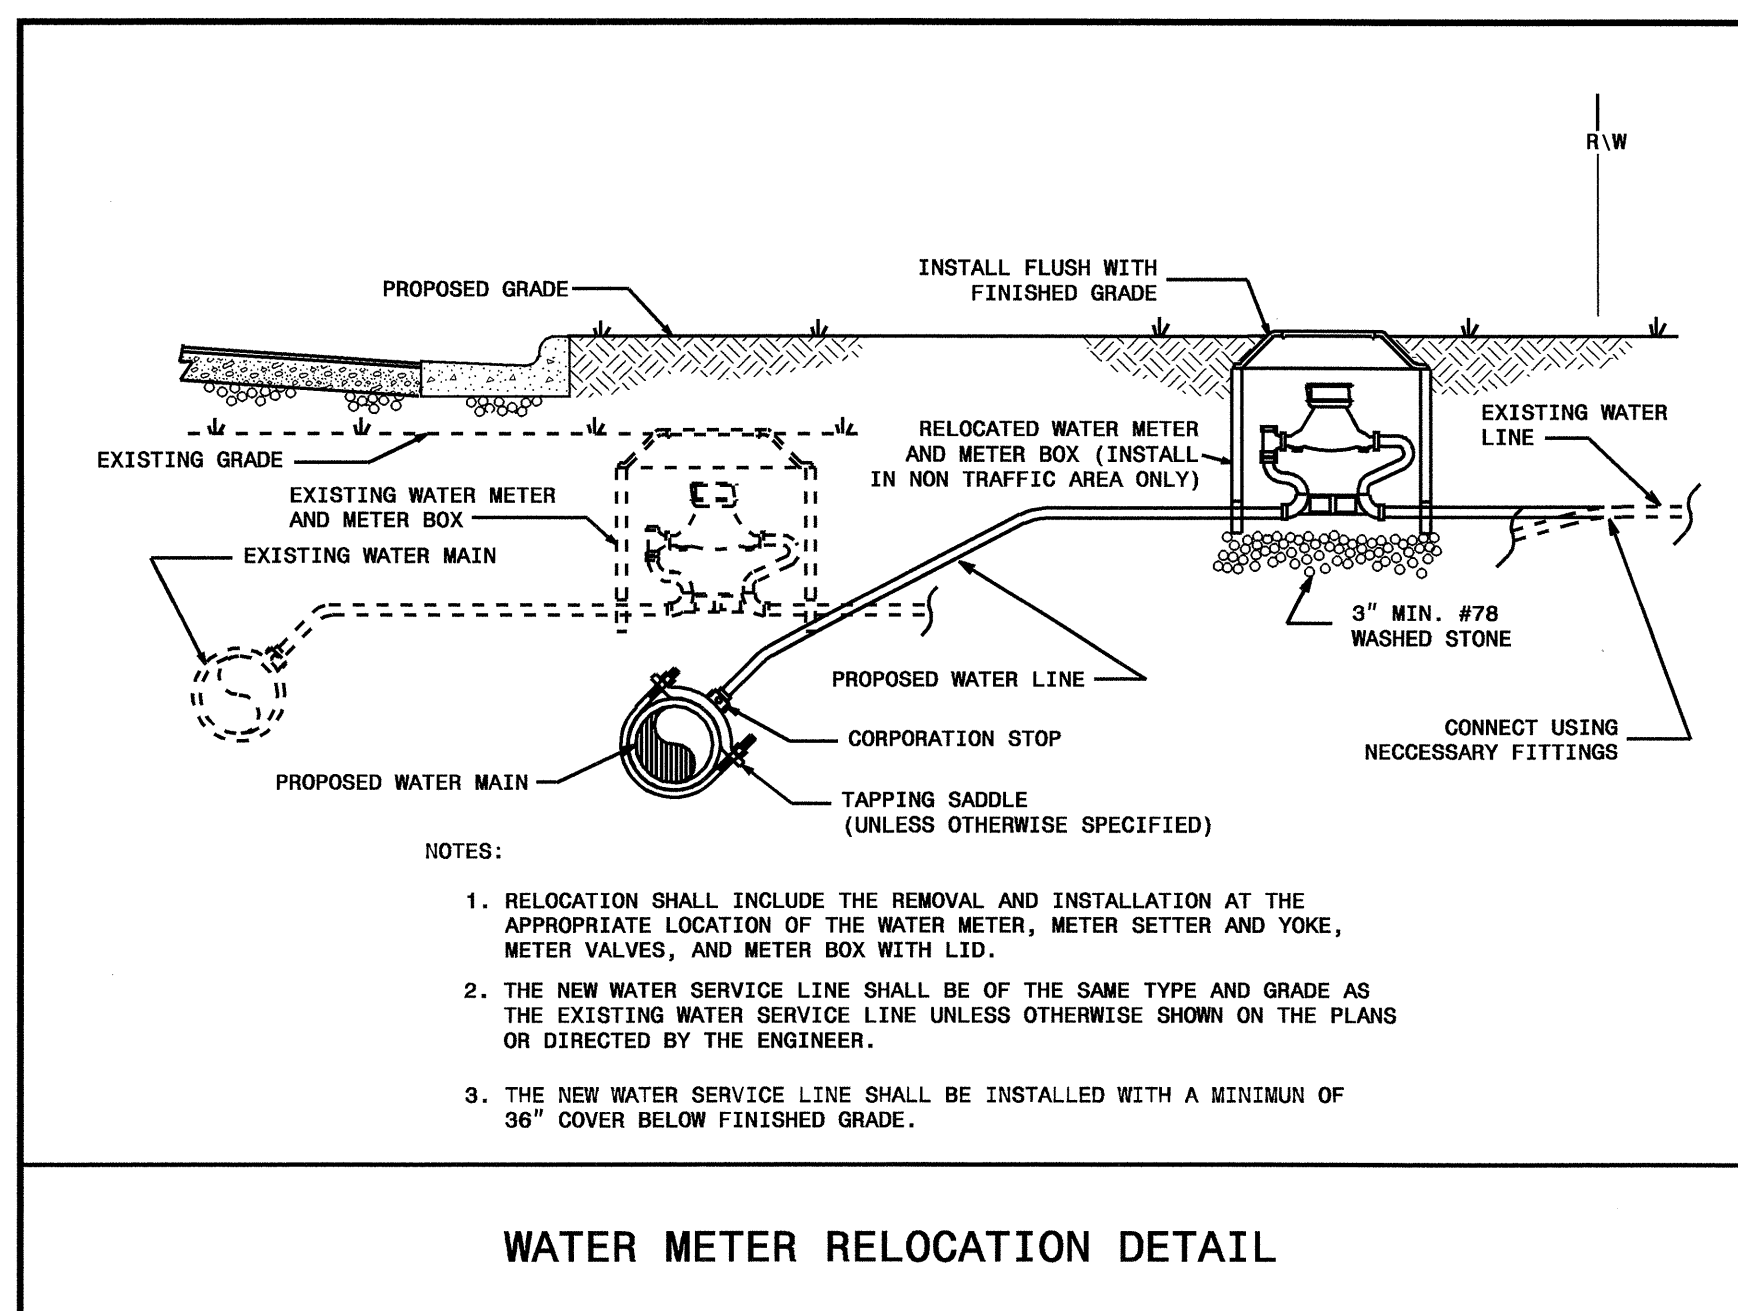 R\W
INSTALL FLUSH WITH
FINISHED GRADE
PROPOSED GRADE
EXISTING WATER
LINE
RELOCATED WATER METER
AND METER BOX (INSTALL
IN NON TRAFFIC AREA ONLY)
EXISTING GRADE
EXISTING WATER METER
AND METER BOX
EXISTING WATER MAIN
3" MIN. #78
WASHED STONE
PROPOSED WATER LINE
CORPORATION STOP
CONNECT USING
NECCESSARY FITTINGS
PROPOSED WATER MAIN
TAPPING SADDLE
(UNLESS OTHERWISE SPECIFIED)
NOTES:
1. RELOCATION SHALL INCLUDE THE REMOVAL AND INSTALLATION AT THE
APPROPRIATE LOCATION OF THE WATER METER, METER SETTER AND YOKE,
METER VALVES, AND METER BOX WITH LID.
2. THE NEW WATER SERVICE LINE SHALL BE OF THE SAME TYPE AND GRADE AS
THE EXISTING WATER SERVICE LINE UNLESS OTHERWISE SHOWN ON THE PLANS
OR DIRECTED BY THE ENGINEER.
3. THE NEW WATER SERVICE LINE SHALL BE INSTALLED WITH A MINIMUN OF
36" COVER BELOW FINISHED GRADE.
WATER METER RELOCATION DETAIL